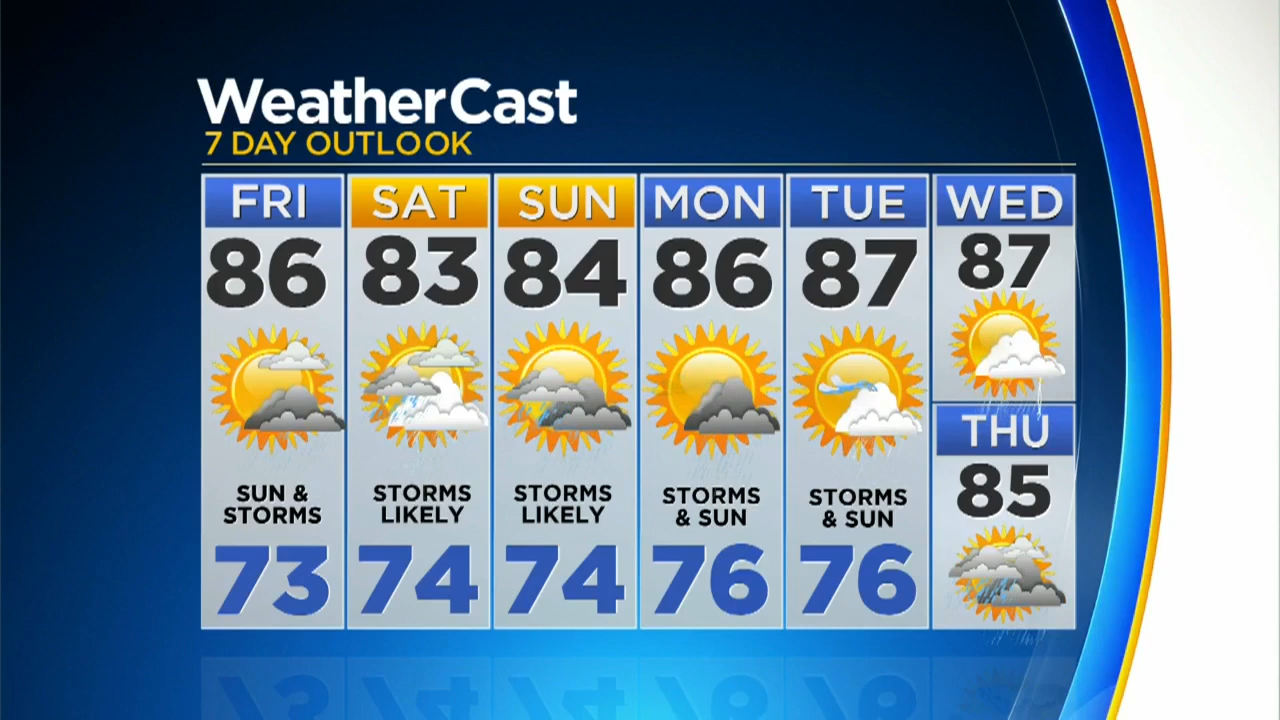 WeatherCast
7 DAY OUTLOOK
FRI
86
SUN &
STORMS
73
SAT
83
STORMS
LIKELY
74
SUN
84
STORMS
LIKELY
74
MON
86
STORMS
& SUN
76
TUE
87
STORMS
& SUN
76
WED
87
THU
85